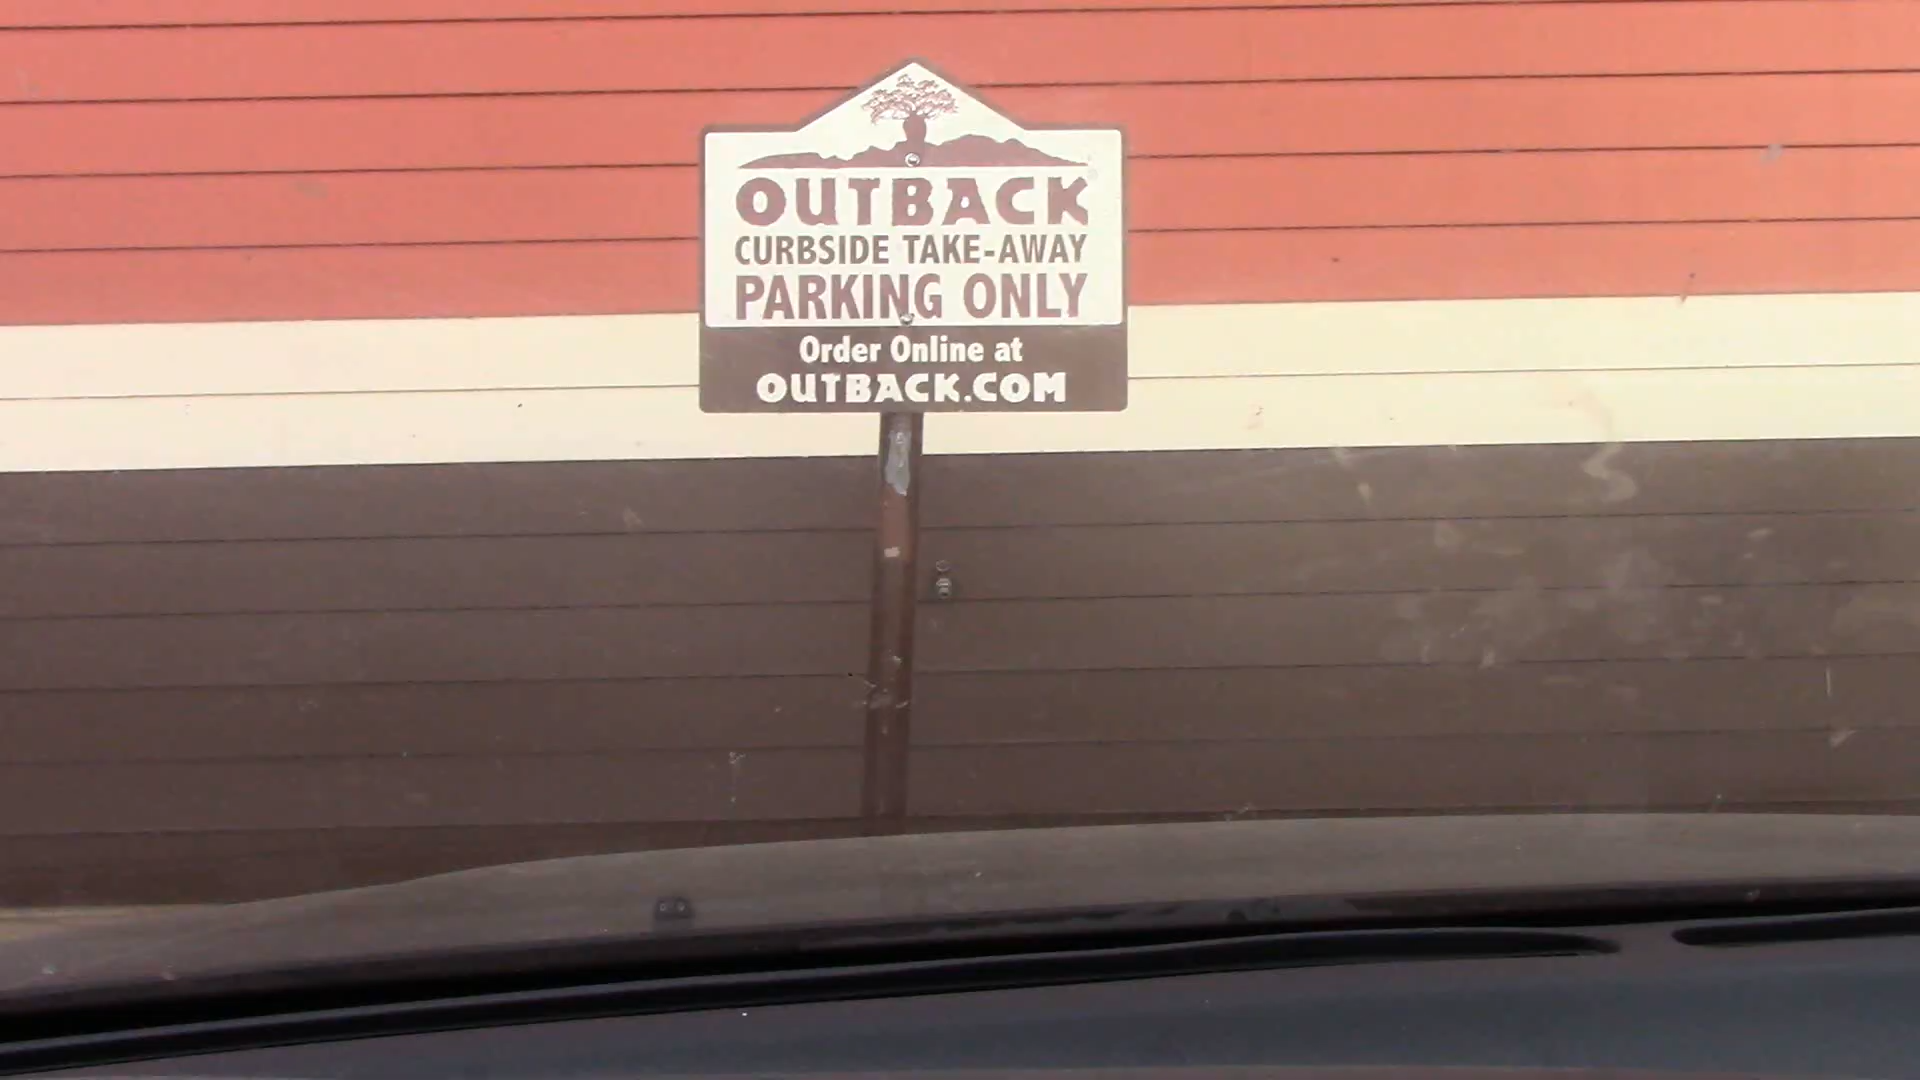 OUTBACK
CURBSIDE TAKE-AWAY
PARKING ONLY
Order Online at
OUTBACK.COM